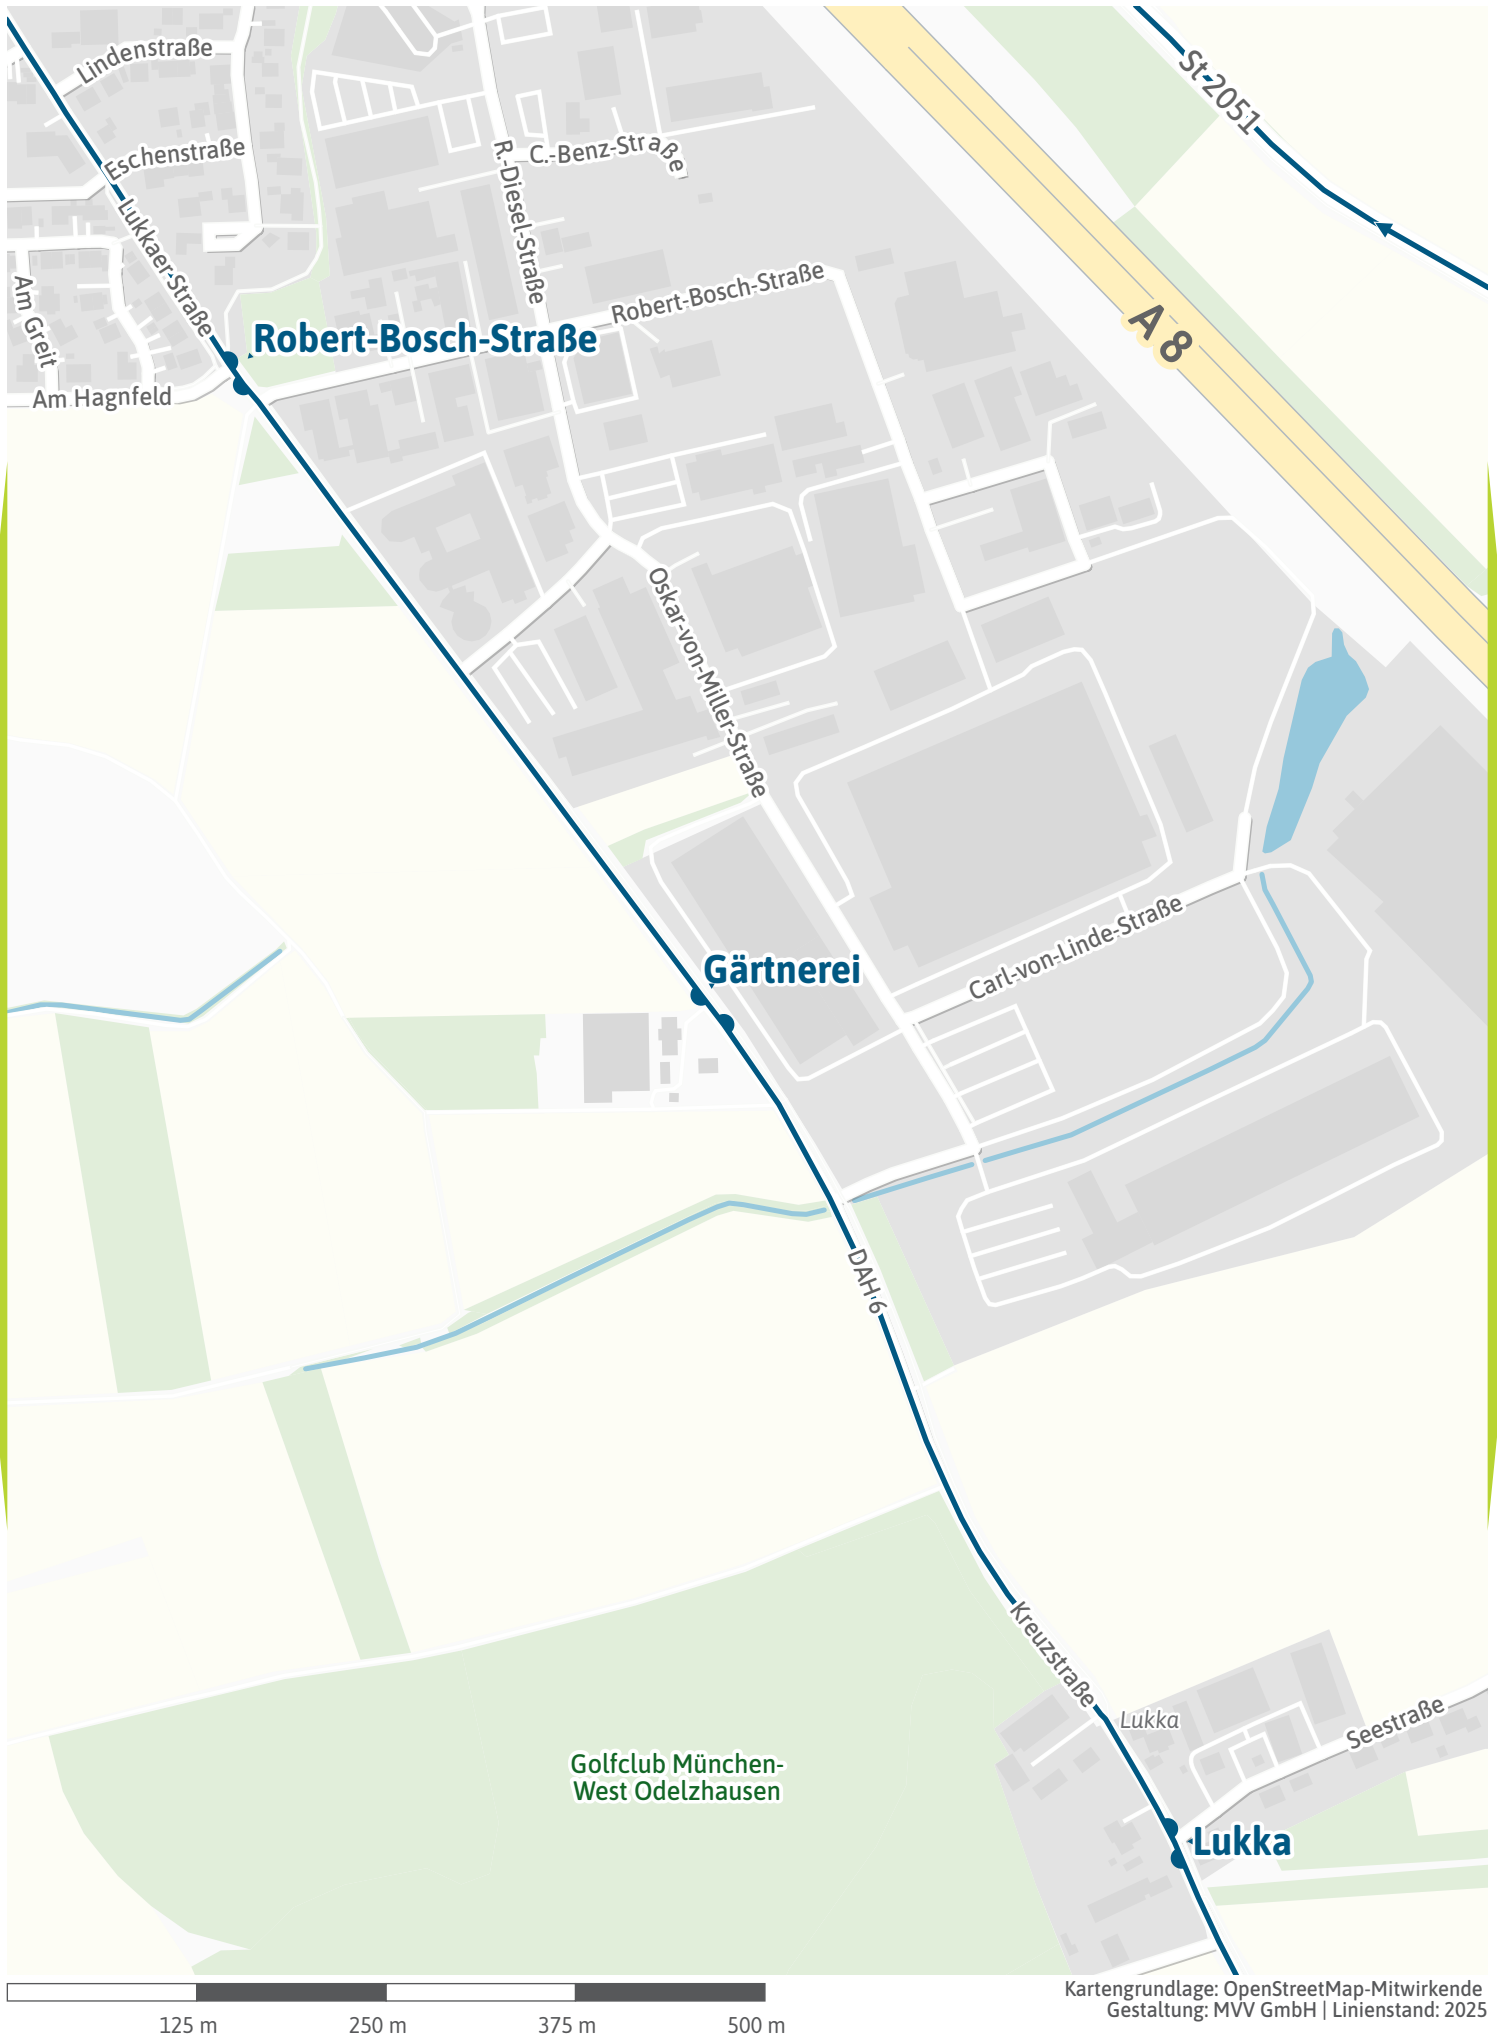 Lindenstraße
St 2051
Eschenstraße
C.-Benz-Straße
R.-Diesel-Straße
Lukkaer Straße
Am Greit
Robert-Bosch-Straße
A 8
Robert-Bosch-Straße
Am Hagnfeld
Oskar-von-Miller-Straße
Carl-von-Linde-Straße
Gärtnerei
DAH 6
Kreuzstraße
Lukka
Seestraße
Golfclub München-
West Odelzhausen
Lukka
Kartengrundlage: OpenStreetMap-Mitwirkende
Gestaltung: MVV GmbH | Linienstand: 2025
125 m 250 m 375 m 500 m